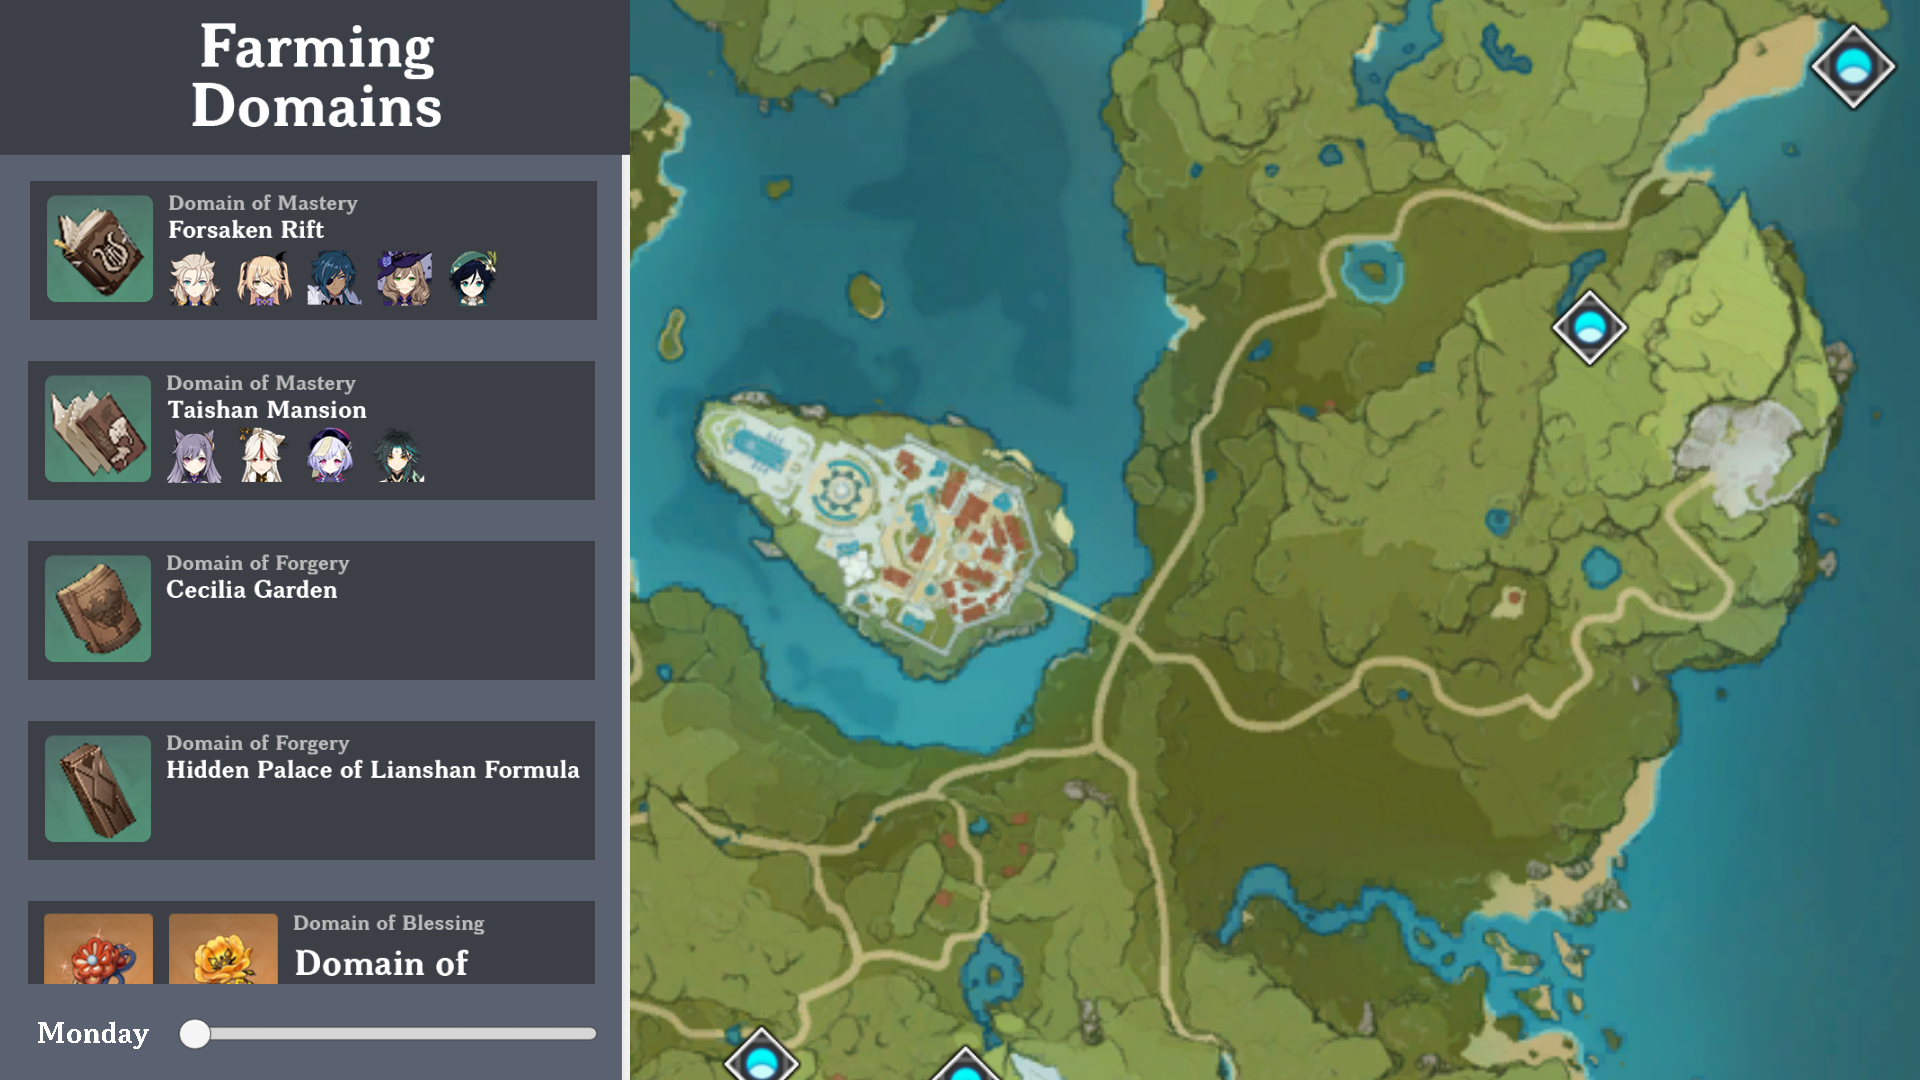 Farming
Domains
Domain of Mastery
Forsaken Rift
Domain of Mastery
Taishan Mansion
Domain of Forgery
Cecilia Garden
Domain of Forgery
Hidden Palace of Lianshan Formula
Domain of Blessing
Domain of
Monday